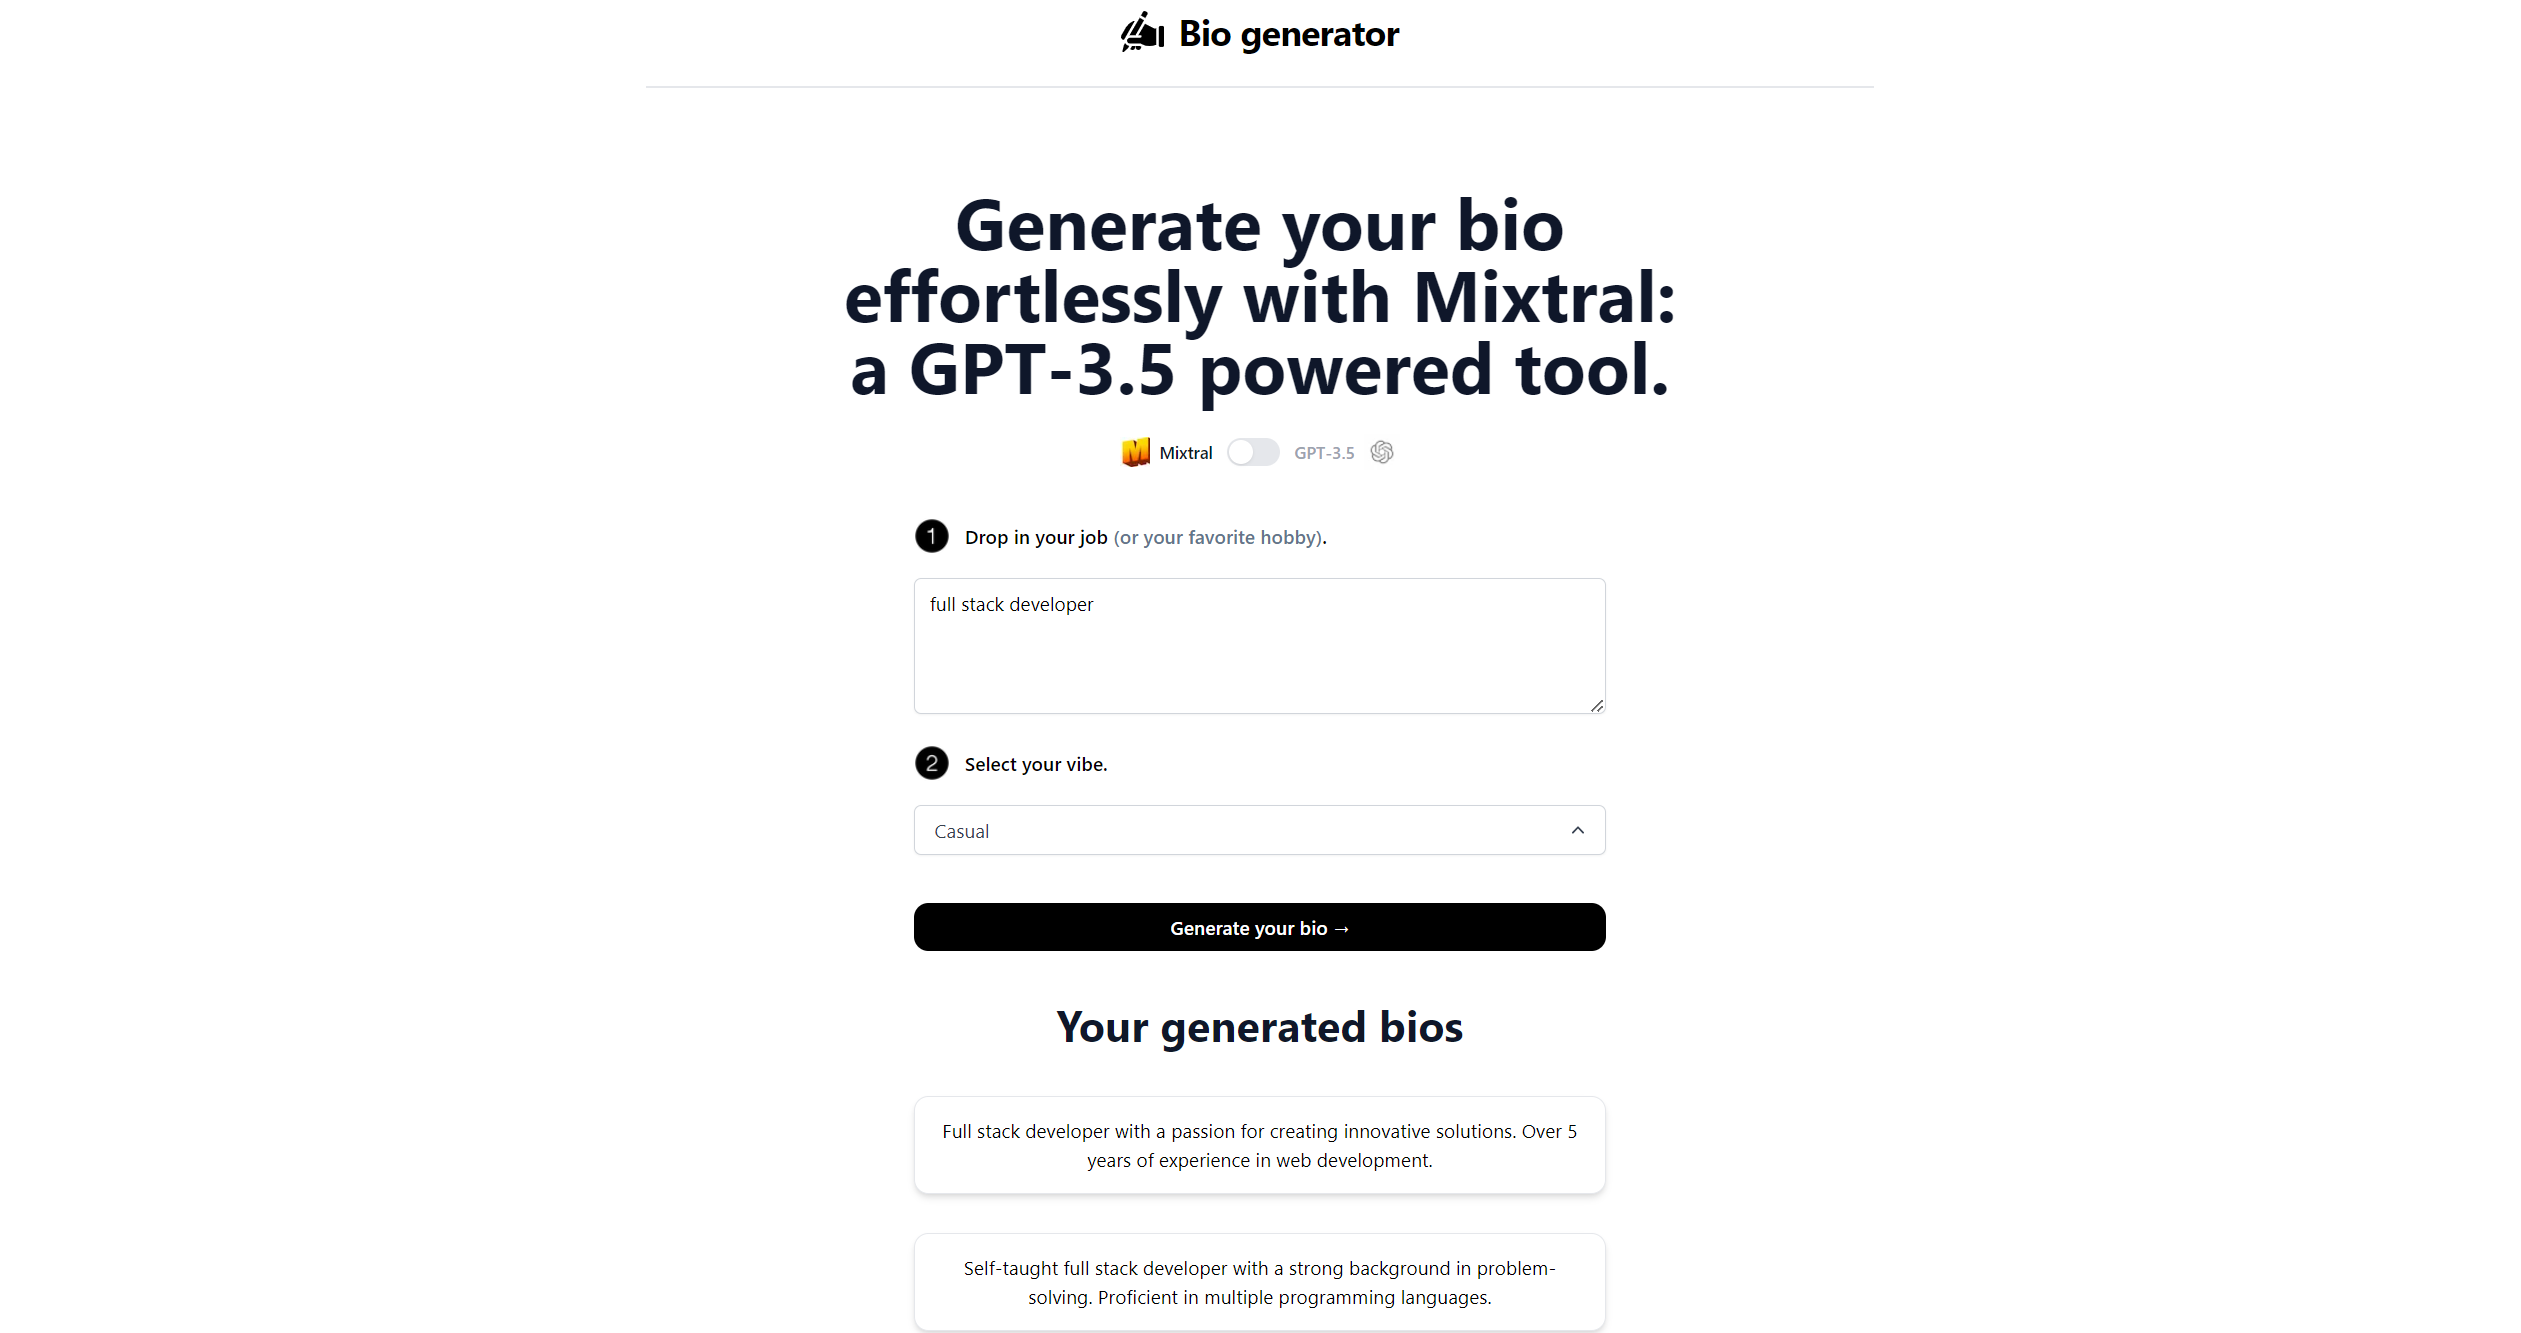 Bio generator
Generate your bio
effortlessly with Mixtral:
a GPT-3.5 powered tool.
Mixtral GPT-3.5
1 Drop in your job (or your favorite hobby).
full stack developer
2 Select your vibe.
Casual
Generate your bio →
Your generated bios
Full stack developer with a passion for creating innovative solutions. Over 5
years of experience in web development.
Self-taught full stack developer with a strong background in problem-
solving. Proficient in multiple programming languages.